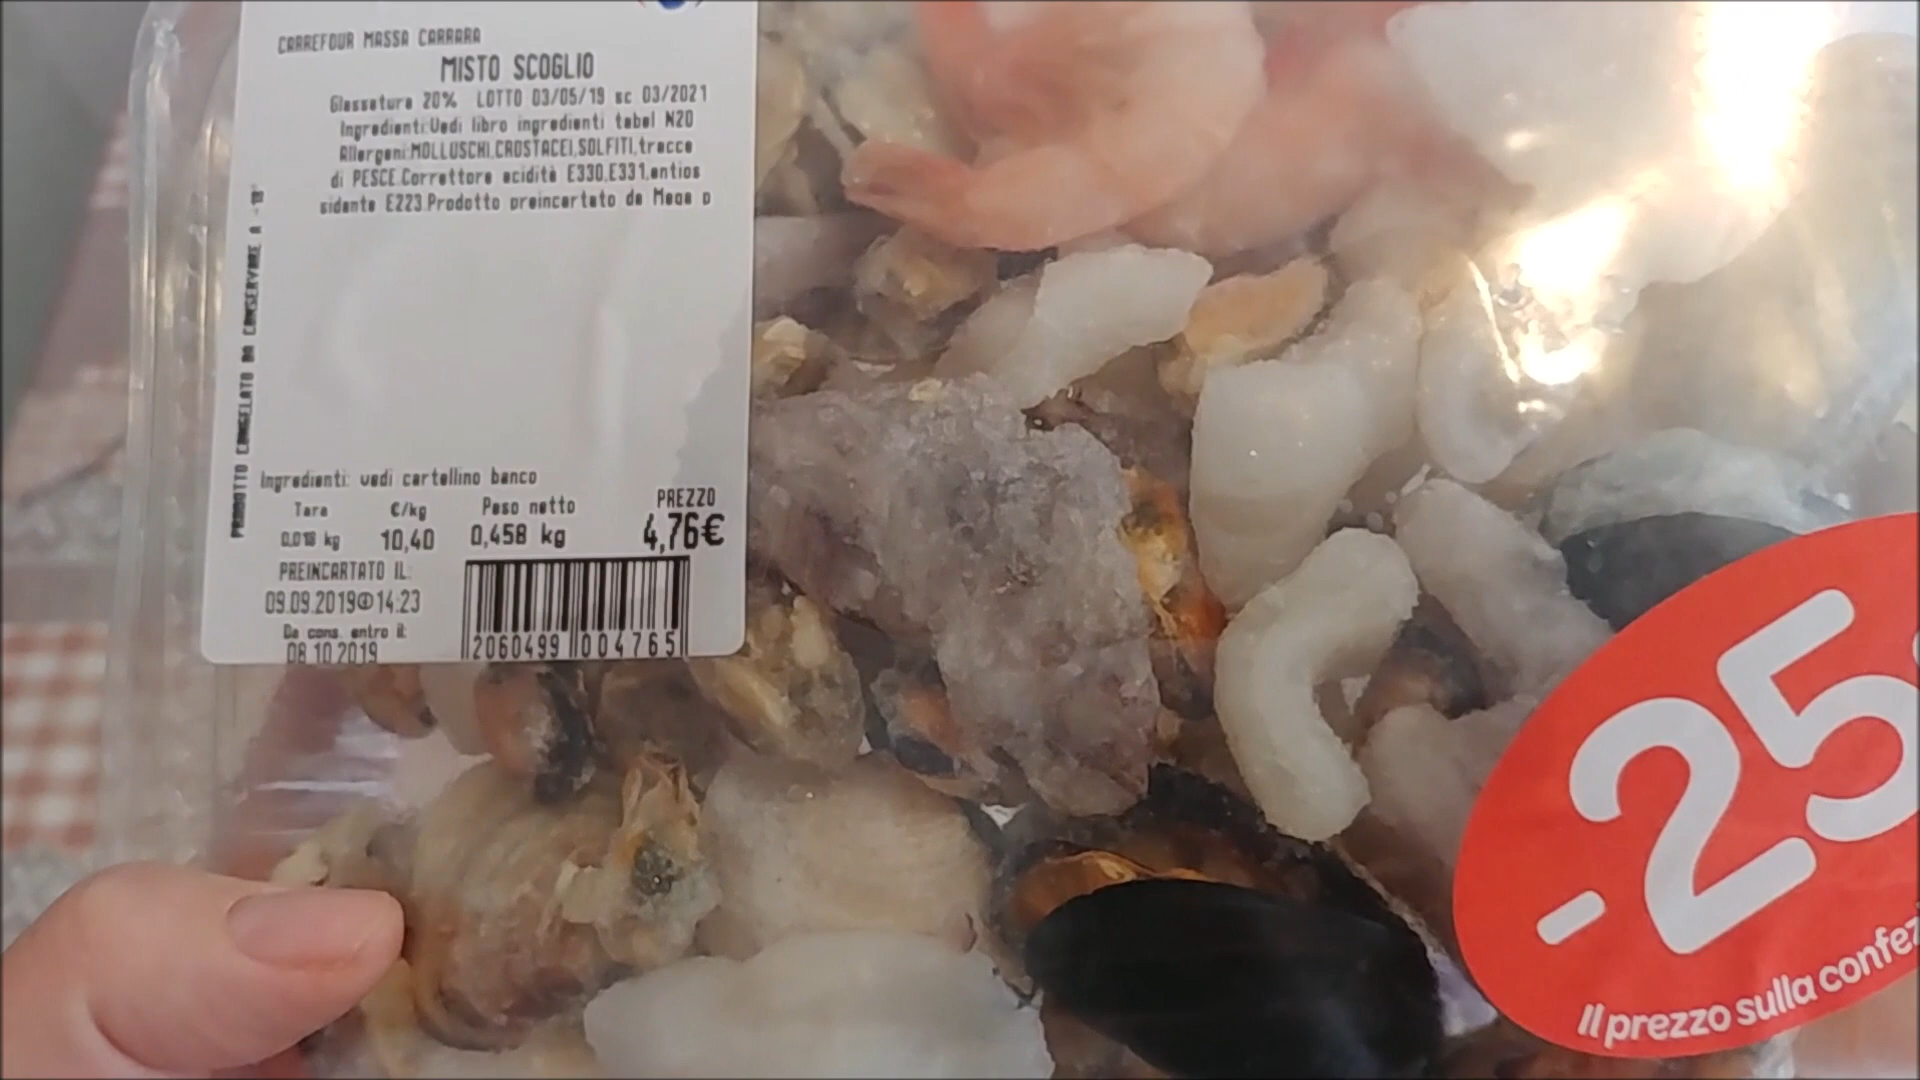 CARREFOUR MASSA CARRARA
MISTO SCOGLIO
Glassatura 20% LOTTO 03/05/19 sc 03/2021
Ingredienti:Vedi libro ingredienti tabel N20
Allergeni:MOLLUSCHI,CROSTACEI,SOLFITI,tracce
di PESCE.Correttore acidità E330,E331,antios
sidante E223.Prodotto preincartato da Mega p
PRODOTTO CONGELATO DA CONSERVARE A -18°
Ingredienti: vedi cartellino banco
Tara €/kg Peso netto PREZZO
0,018 kg 10,40 0,458 kg 4,76€
PREINCARTATO IL:
09.09.2019 14:23
Da cons. entro il:
08.10.2019
2060499 004765
-25
Il prezzo sulla confez